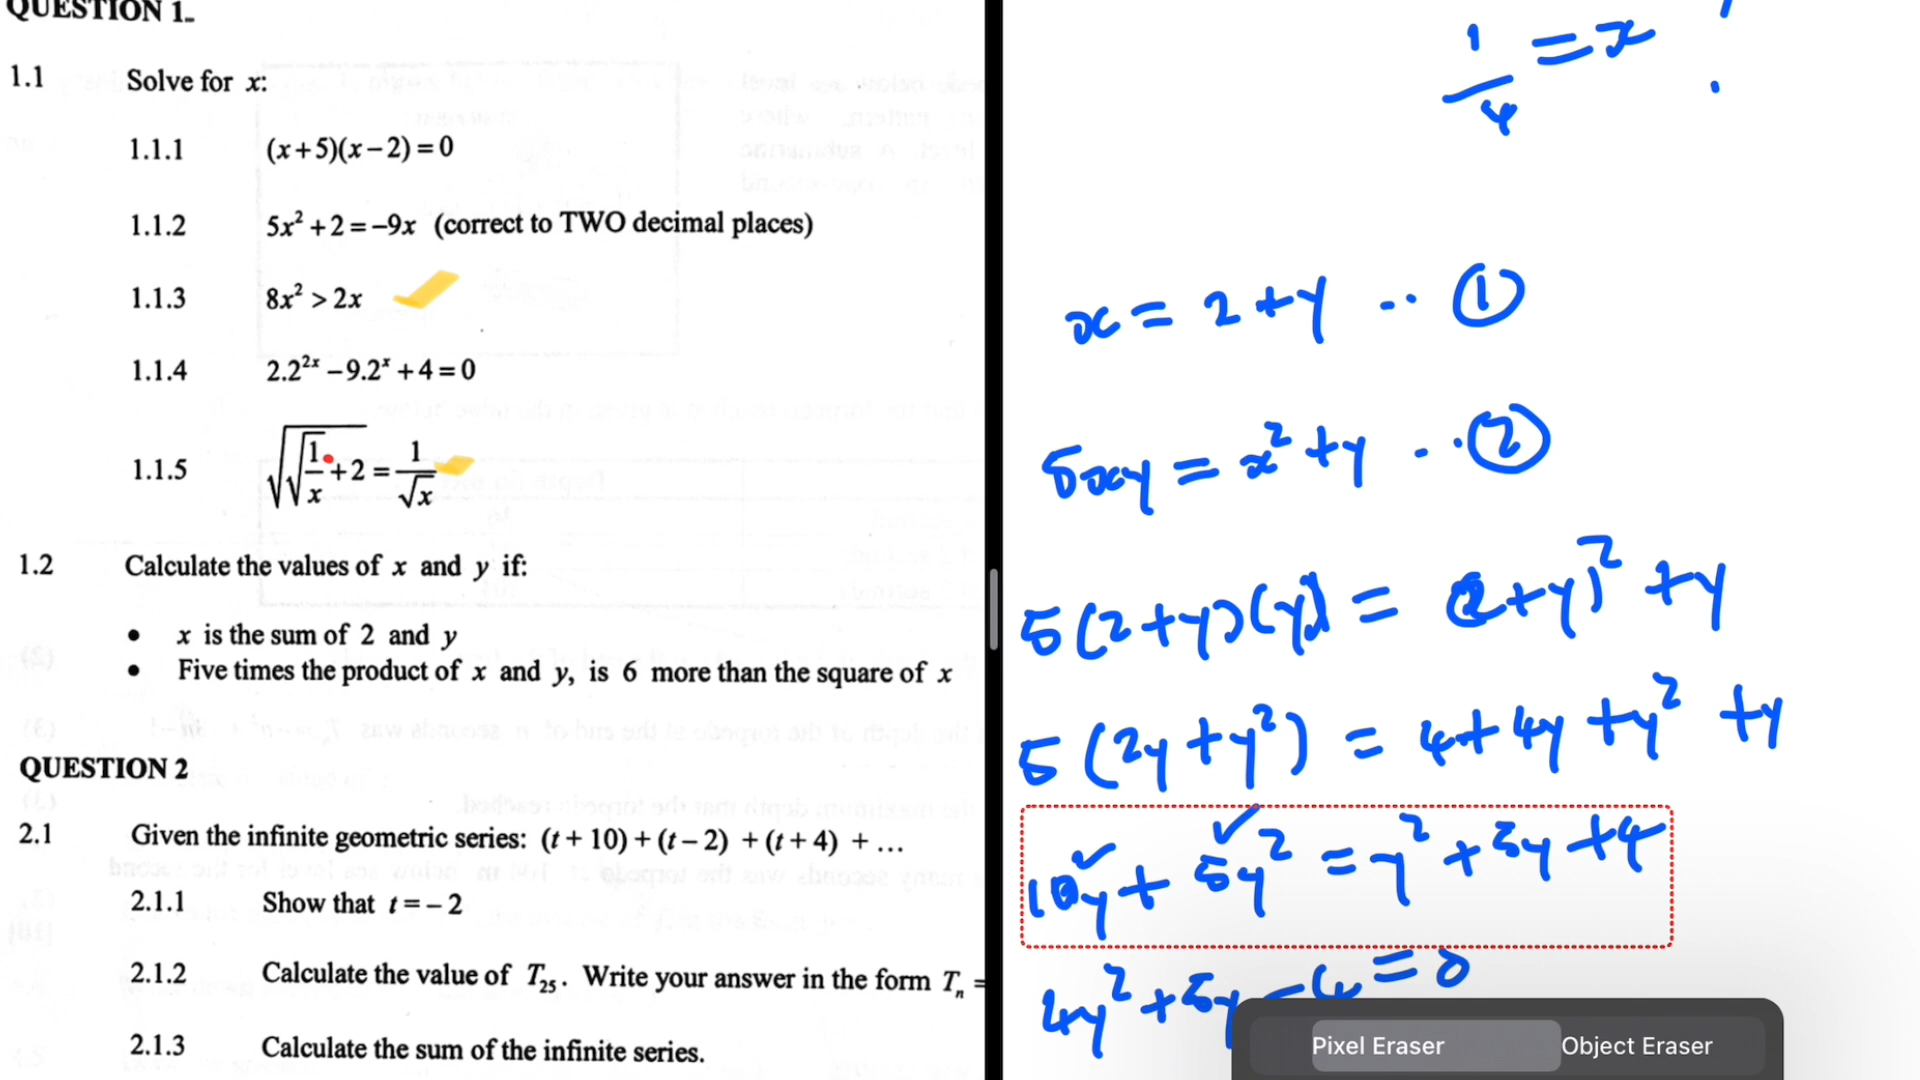 QUESTION 1.
1.1 Solve for x:
1.1.1 (x+5)(x−2)=0
1.1.2 5x² +2=−9x (correct to TWO decimal places)
1.1.3 8x² > 2x
1.1.4 2.2²ˣ −9.2ˣ +4=0
1.1.5 √(√(1/x)+2) = 1/√x
1.2 Calculate the values of x and y if:
• x is the sum of 2 and y
• Five times the product of x and y, is 6 more than the square of x
QUESTION 2
2.1 Given the infinite geometric series: (t+10)+(t−2) +(t+4) + ...
2.1.1 Show that t=−2
2.1.2 Calculate the value of T₂₅. Write your answer in the form Tₙ =
2.1.3 Calculate the sum of the infinite series.
1/4 = x
x = 2+y .. ①
5xy = x²+y .. ②
5(2+y)(y) = (2+y)² +y
5(2y+y²) = 4+4y+y² +y
10y+5y² = y²+5y+4
4y²+5y−4=0
Pixel Eraser Object Eraser